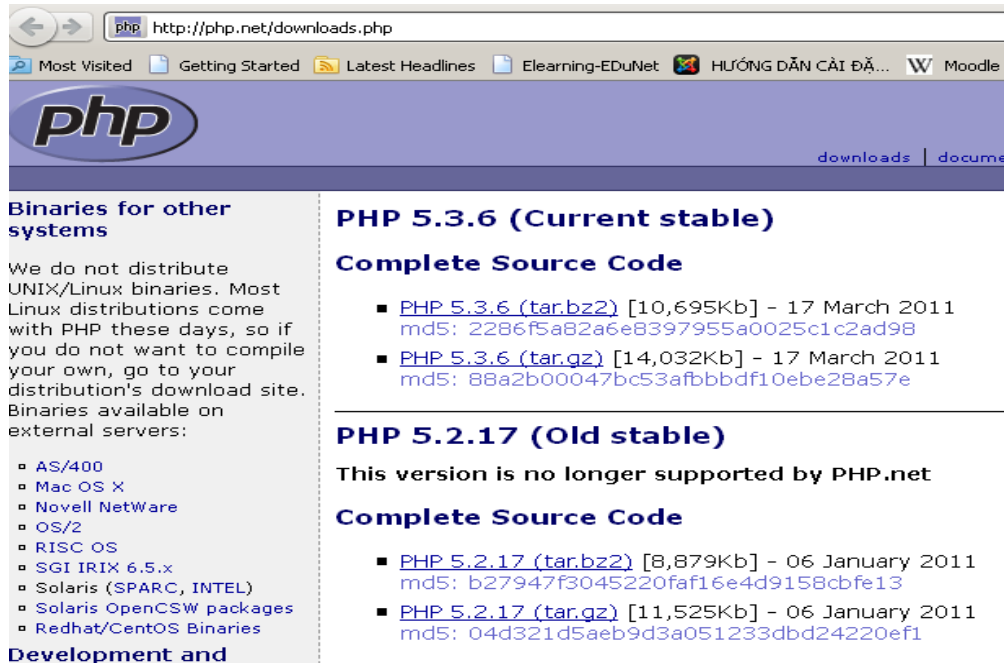 php http://php.net/downloads.php
Most Visited Getting Started Latest Headlines Elearning-EDuNet HƯỚNG DẪN CÀI ĐẶ... W Moodle
php
downloads | docume
Binaries for other
systems
We do not distribute
UNIX/Linux binaries. Most
Linux distributions come
with PHP these days, so if
you do not want to compile
your own, go to your
distribution's download site.
Binaries available on
external servers:
AS/400
Mac OS X
Novell NetWare
OS/2
RISC OS
SGI IRIX 6.5.x
Solaris (SPARC, INTEL)
Solaris OpenCSW packages
Redhat/CentOS Binaries
Development and
PHP 5.3.6 (Current stable)
Complete Source Code
PHP 5.3.6 (tar.bz2) [10,695Kb] - 17 March 2011
md5: 2286f5a82a6e8397955a0025c1c2ad98
PHP 5.3.6 (tar.gz) [14,032Kb] - 17 March 2011
md5: 88a2b00047bc53afbbbdf10ebe28a57e
PHP 5.2.17 (Old stable)
This version is no longer supported by PHP.net
Complete Source Code
PHP 5.2.17 (tar.bz2) [8,879Kb] - 06 January 2011
md5: b27947f3045220faf16e4d9158cbfe13
PHP 5.2.17 (tar.gz) [11,525Kb] - 06 January 2011
md5: 04d321d5aeb9d3a051233dbd24220ef1